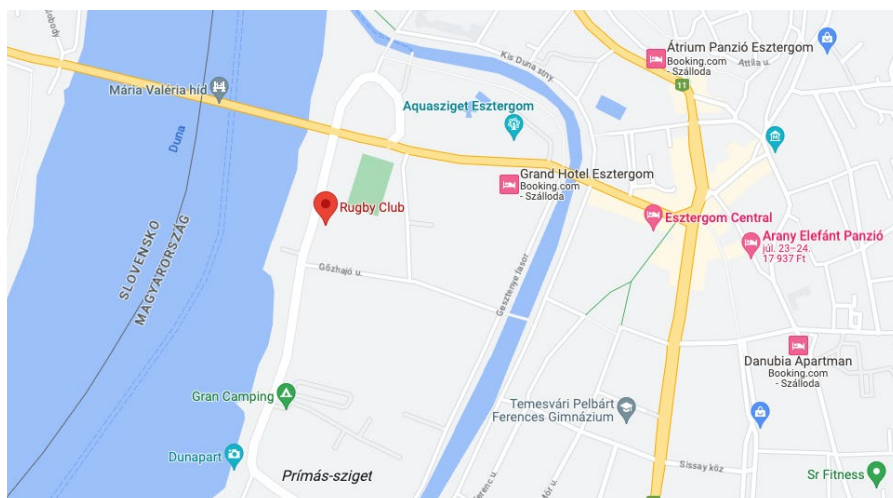 Kis Duna stny.
Átrium Panzió Esztergom
Booking.com
- Szálloda
Attila u.
11
Mária Valéria híd
Aquasziget Esztergom
Duna
Grand Hotel Esztergom
Booking.com
- Szálloda
Rugby Club
Esztergom Central
Arany Elefánt Panzió
júl. 23–24.
17 937 Ft
SLOVENSKO
MAGYARORSZÁG
Gőzhajó u.
Gesztenye fasor
Danubia Apartman
Booking.com
- Szálloda
Gran Camping
Temesvári Pelbárt
Ferences Gimnázium
Dunapart
Prímás-sziget
Sissay köz
Sr Fitness